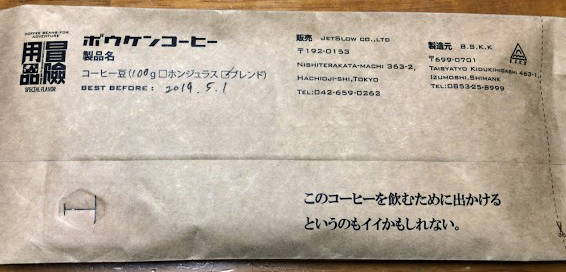 COFFEE BEANS FOR
ADVENTURE
冒険
用品
SPECIAL FLAVOR
ボウケンコーヒー
製品名
コーヒー豆(100g □ホンジュラス ☑ブレンド)
BEST BEFORE: 2019.5.1
販売 JETSLOW CO.,LTD
〒192-0153
NISHITERAKATA-MACHI 363-2,
HACHIOJI-SHI,TOKYO
TEL:042-659-0262
製造元 B.S.K.K
〒699-0701
TAISYATYO KIDUKIHIGASHI 463-1,
IZUMOSHI,SHIMANE
TEL:0853-25-8999
このコーヒーを飲むために出かける
というのもイイかもしれない。